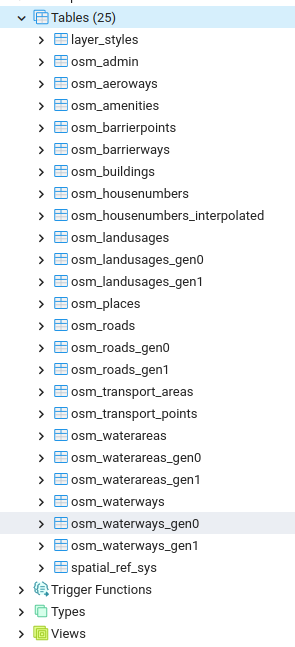 Tables (25)
layer_styles
osm_admin
osm_aeroways
osm_amenities
osm_barrierpoints
osm_barrierways
osm_buildings
osm_housenumbers
osm_housenumbers_interpolated
osm_landusages
osm_landusages_gen0
osm_landusages_gen1
osm_places
osm_roads
osm_roads_gen0
osm_roads_gen1
osm_transport_areas
osm_transport_points
osm_waterareas
osm_waterareas_gen0
osm_waterareas_gen1
osm_waterways
osm_waterways_gen0
osm_waterways_gen1
spatial_ref_sys
Trigger Functions
Types
Views